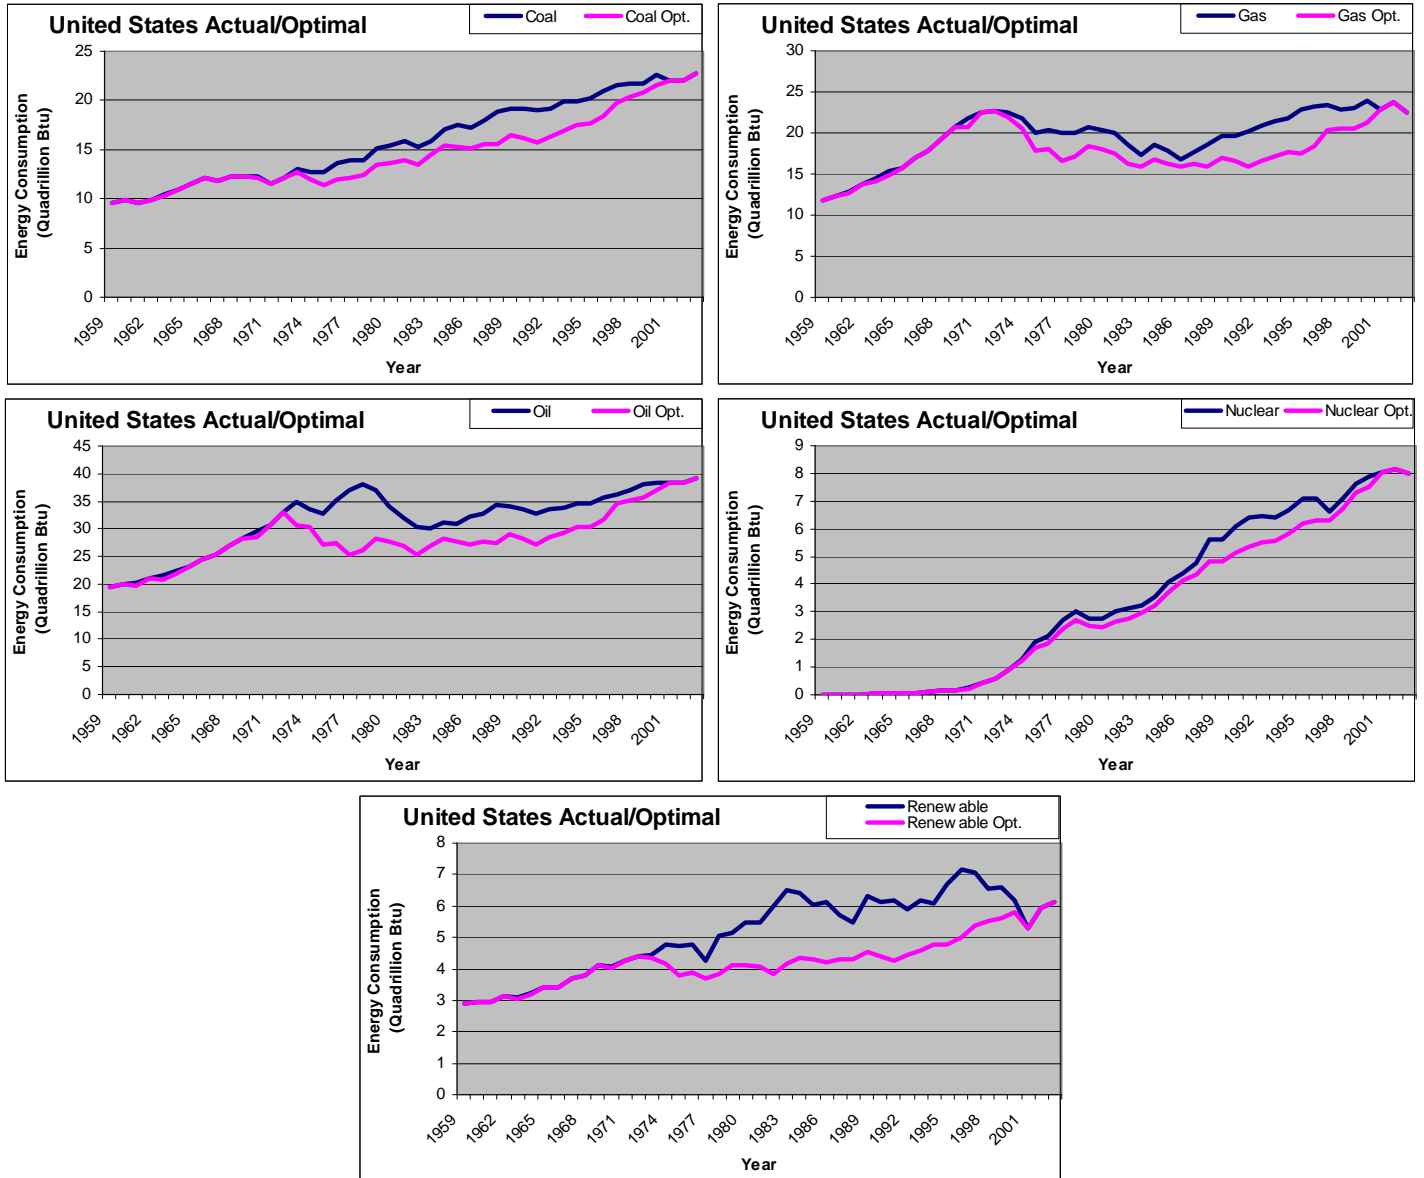 United States Actual/Optimal
Coal Coal Opt.
Energy Consumption
(Quadrillion Btu)
25
20
15
10
5
0
1959 1962 1965 1968 1971 1974 1977 1980 1983 1986 1989 1992 1995 1998 2001
Year
United States Actual/Optimal
Gas Gas Opt.
Energy Consumption
(Quadrillion Btu)
30
25
20
15
10
5
0
1959 1962 1965 1968 1971 1974 1977 1980 1983 1986 1989 1992 1995 1998 2001
Year
United States Actual/Optimal
Oil Oil Opt.
Energy Consumption
(Quadrillion Btu)
45
40
35
30
25
20
15
10
5
0
1959 1962 1965 1968 1971 1974 1977 1980 1983 1986 1989 1992 1995 1998 2001
Year
United States Actual/Optimal
Nuclear Nuclear Opt.
Energy Consumption
(Quadrillion Btu)
9
8
7
6
5
4
3
2
1
0
1959 1962 1965 1968 1971 1974 1977 1980 1983 1986 1989 1992 1995 1998 2001
Year
United States Actual/Optimal
Renew able
Renew able Opt.
Energy Consumption
(Quadrillion Btu)
8
7
6
5
4
3
2
1
0
1959 1962 1965 1968 1971 1974 1977 1980 1983 1986 1989 1992 1995 1998 2001
Year